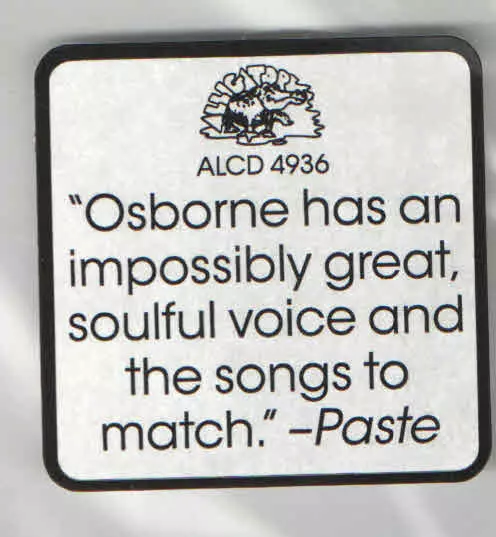 ALLIGATOR
ALCD 4936
"Osborne has an
impossibly great,
soulful voice and
the songs to
match." –Paste